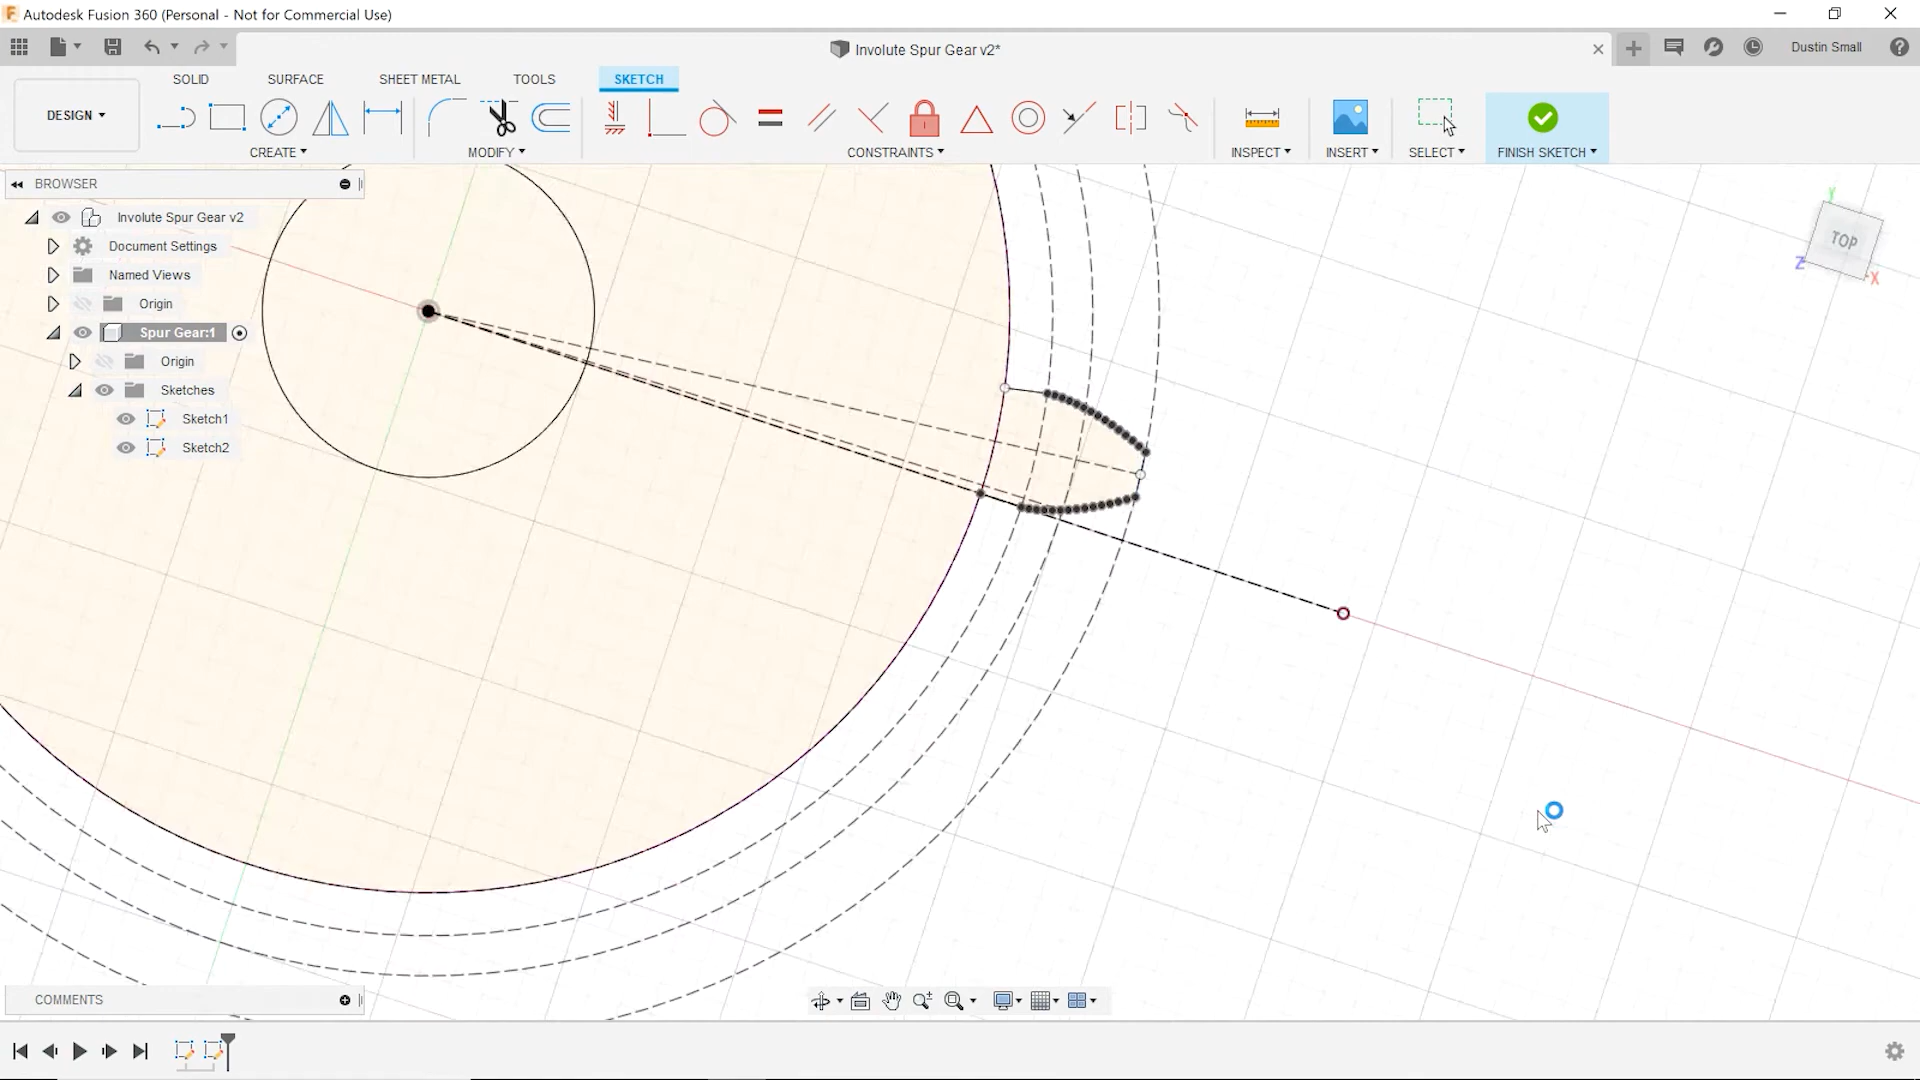 Autodesk Fusion 360 (Personal - Not for Commercial Use)
Involute Spur Gear v2*
Dustin Small
DESIGN
SOLID
SURFACE
SHEET METAL
TOOLS
SKETCH
CREATE
MODIFY
CONSTRAINTS
INSPECT
INSERT
SELECT
FINISH SKETCH
BROWSER
Involute Spur Gear v2
Document Settings
Named Views
Origin
Spur Gear:1
Origin
Sketches
Sketch1
Sketch2
Y
TOP
Z
X
COMMENTS